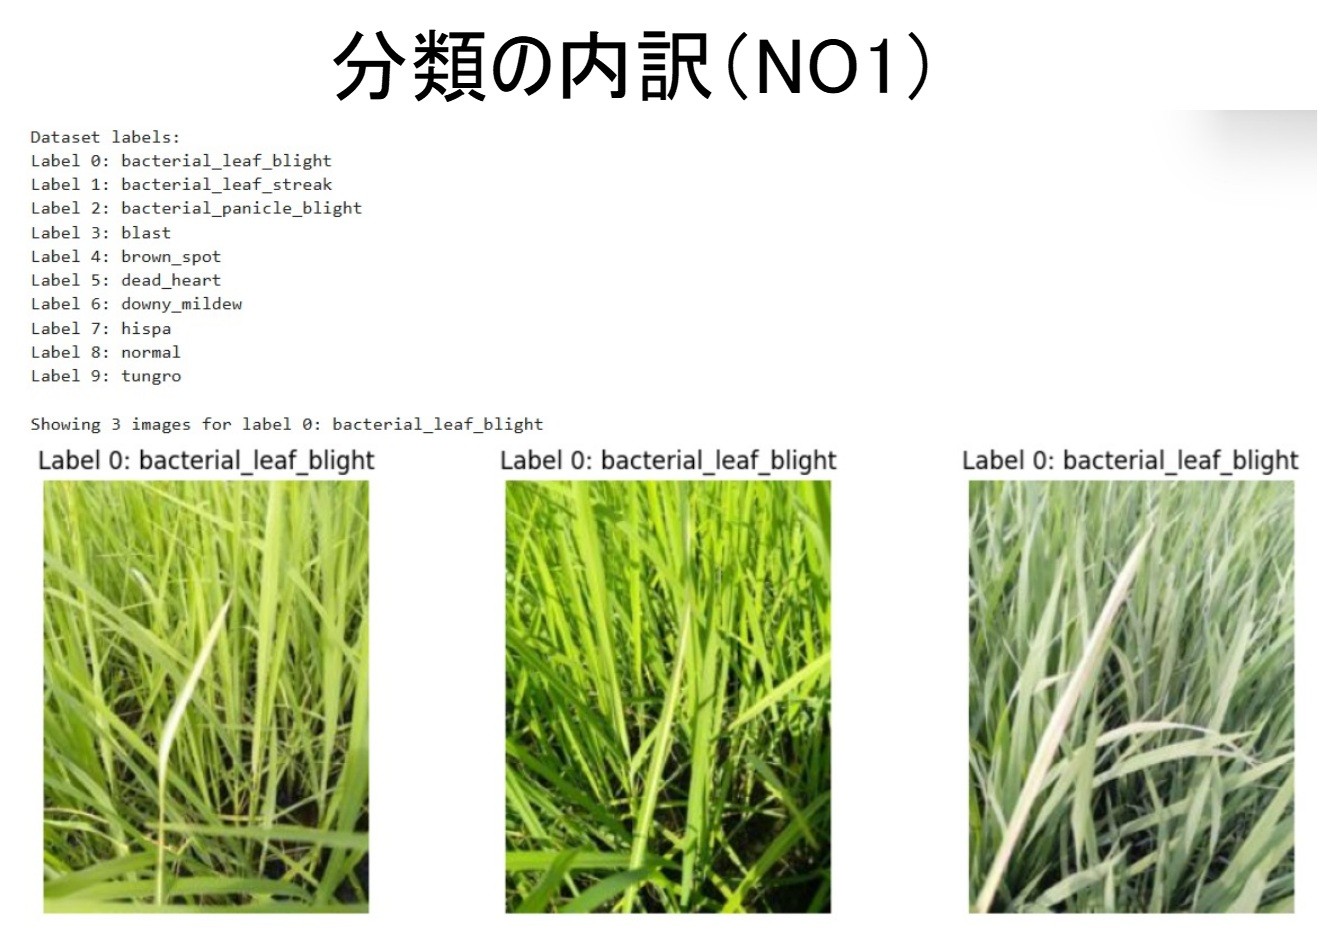 分類の内訳（NO1）
Dataset labels:
Label 0: bacterial_leaf_blight
Label 1: bacterial_leaf_streak
Label 2: bacterial_panicle_blight
Label 3: blast
Label 4: brown_spot
Label 5: dead_heart
Label 6: downy_mildew
Label 7: hispa
Label 8: normal
Label 9: tungro
Showing 3 images for label 0: bacterial_leaf_blight
Label 0: bacterial_leaf_blight
Label 0: bacterial_leaf_blight
Label 0: bacterial_leaf_blight